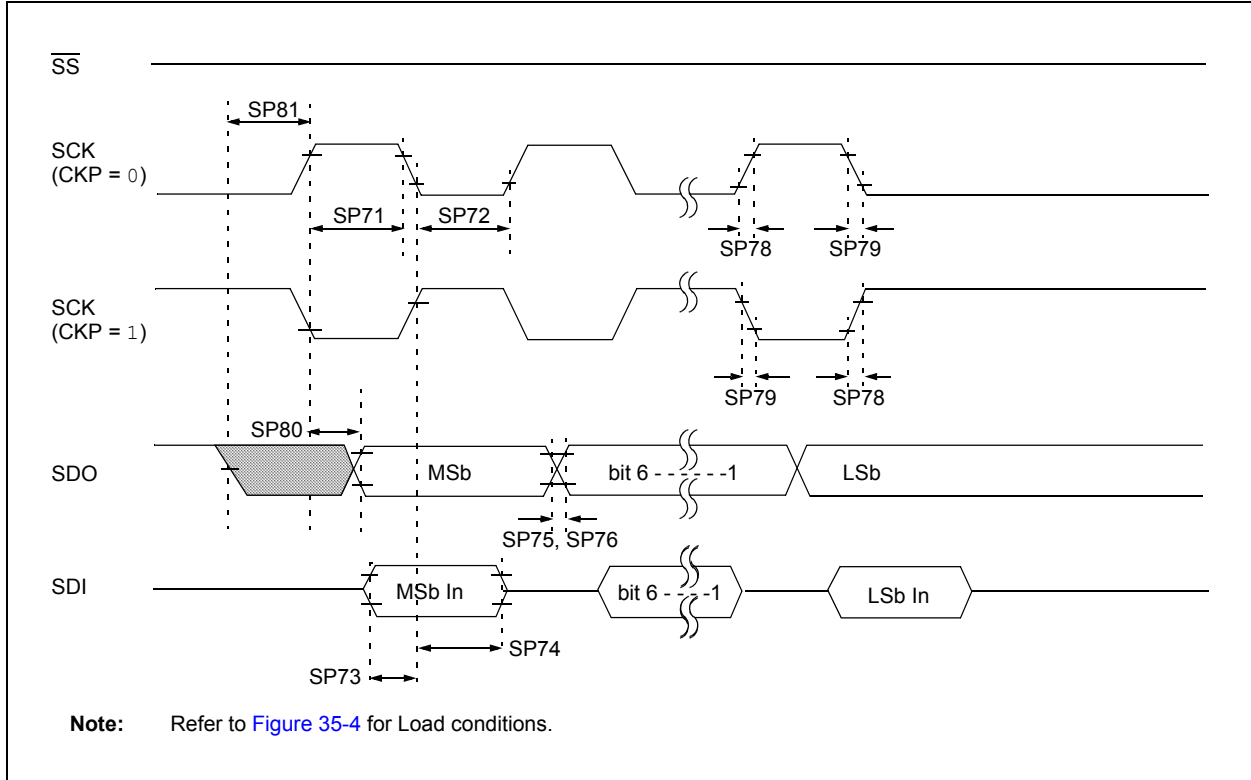 SS
SP81
SCK
(CKP = 0)
SP71
SP72
SP78
SP79
SCK
(CKP = 1)
SP79
SP78
SP80
SDO
MSb
bit 6 - - - - - -1
LSb
SP75, SP76
SDI
MSb In
bit 6 - - - -1
LSb In
SP74
SP73
Note: Refer to Figure 35-4 for Load conditions.